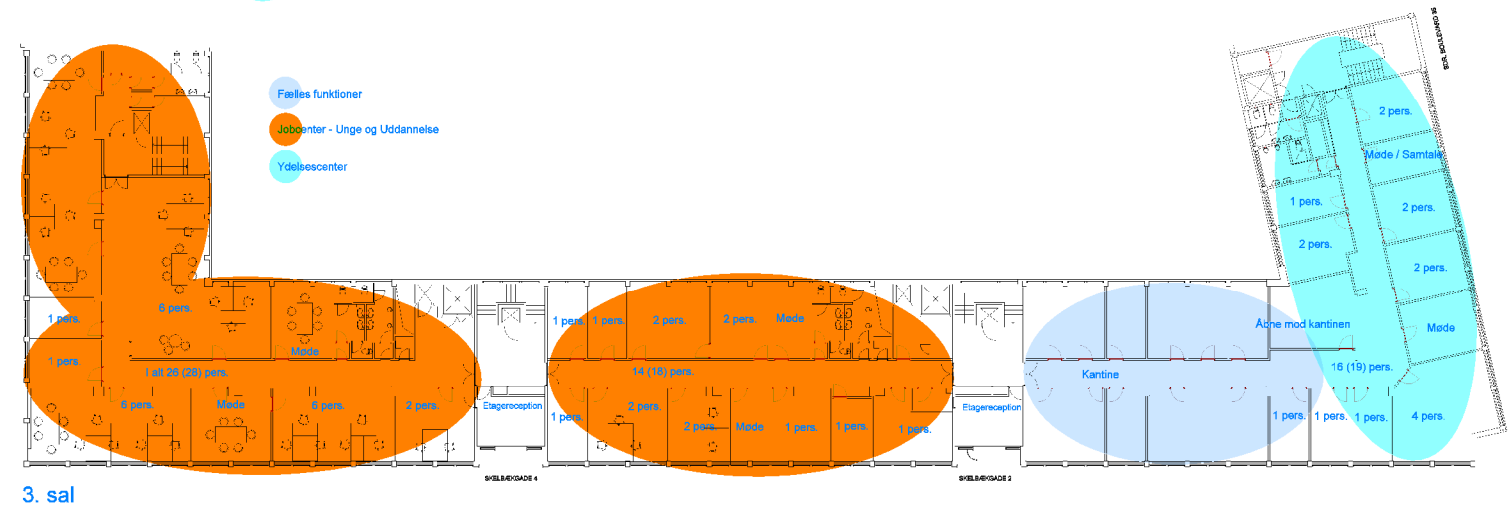 SDR. BOULEVARD 85
Fælles funktioner
Jobcenter - Unge og Uddannelse
Ydelsescenter
2 pers.
Møde / Samtale
1 pers.
2 pers.
2 pers.
2 pers.
6 pers.
1 pers.
1 pers.
1 pers.
2 pers.
2 pers.
Møde
Åbne mod kantinen
Møde
Møde
1 pers.
I alt 26 (28) pers.
14 (18) pers.
Kantine
16 (19) pers.
6 pers.
Møde
6 pers.
2 pers.
Etagereception
1 pers.
2 pers.
2 pers.
Møde
1 pers.
1 pers.
1 pers.
Etagereception
1 pers.
1 pers.
1 pers.
4 pers.
SKELBÆKGADE 4
SKELBÆKGADE 2
3. sal